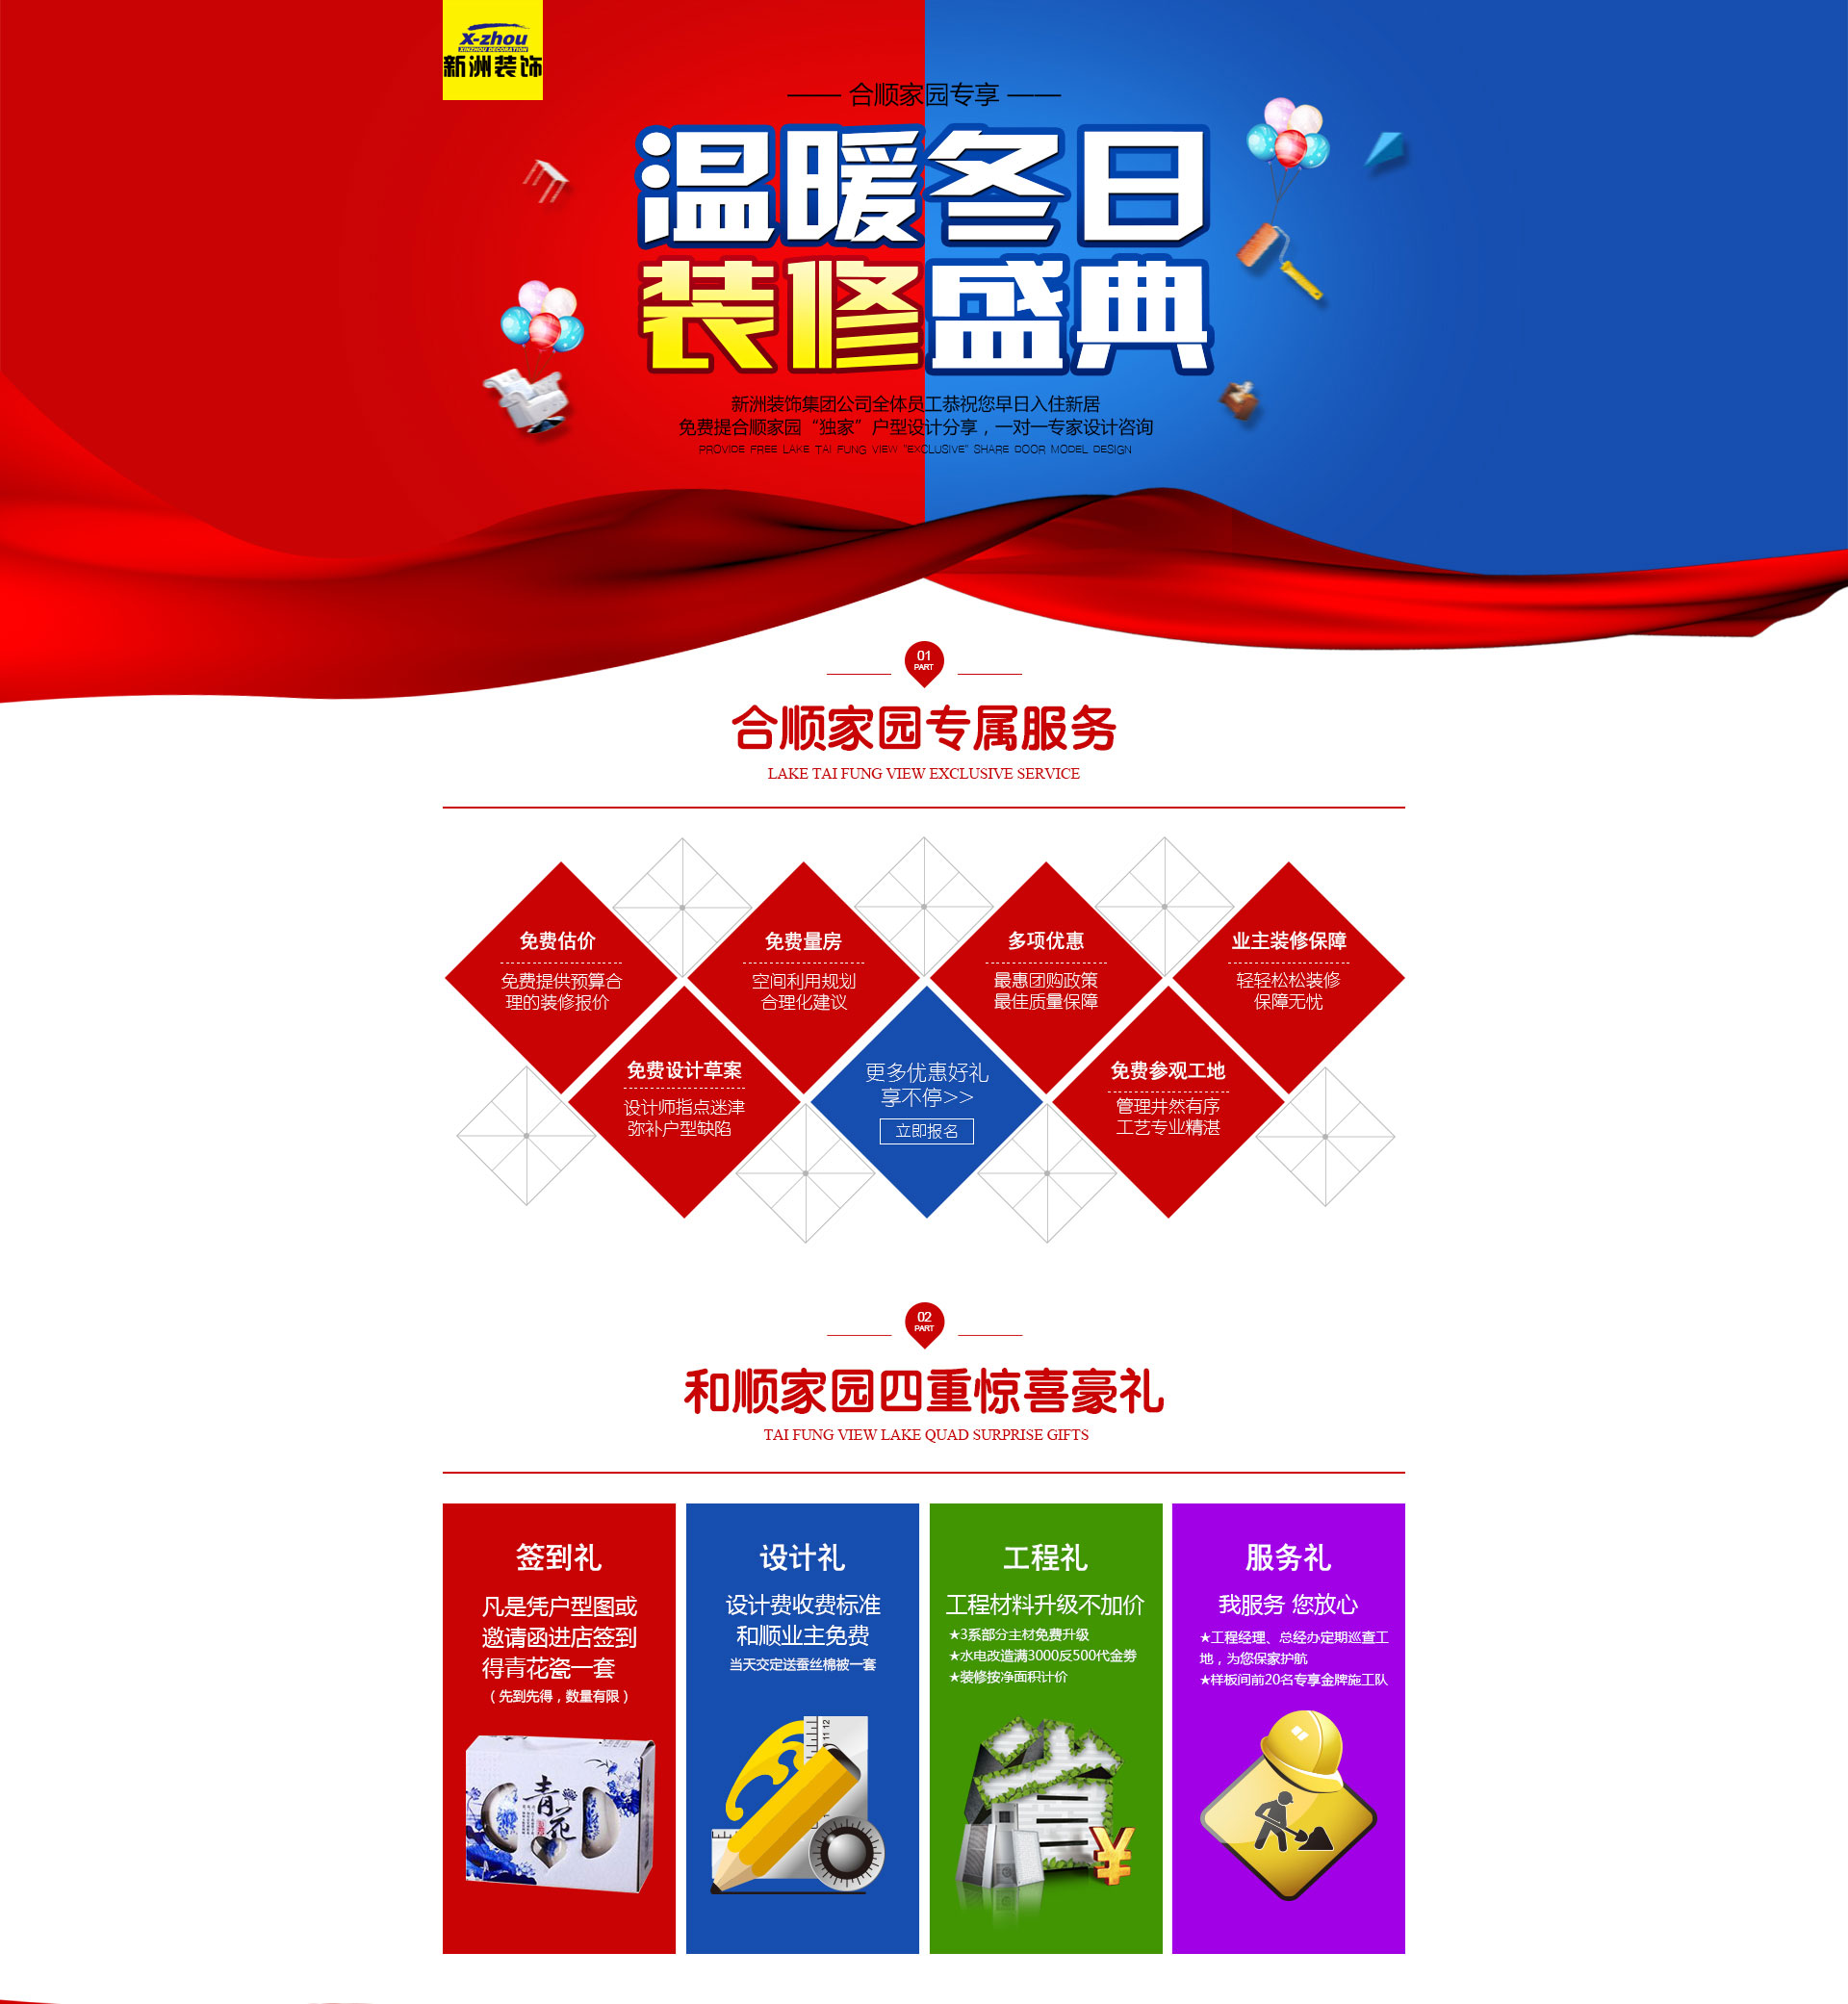 X-zhou
XINZHOU DECORATION
新洲装饰
合顺家园专享
温暖冬日
装修盛典
新洲装饰集团公司全体员工恭祝您早日入住新居
免费提合顺家园“独家”户型设计分享，一对一专家设计咨询
PROVIDE FREE LAKE TAI FUNG VIEW "EXCLUSIVE" SHARE DOOR MODEL DESIGN
01
PART
合顺家园专属服务
LAKE TAI FUNG VIEW EXCLUSIVE SERVICE
免费估价
免费提供预算合
理的装修报价
免费量房
空间利用规划
合理化建议
多项优惠
最惠团购政策
最佳质量保障
业主装修保障
轻轻松松装修
保障无忧
免费设计草案
设计师指点迷津
弥补户型缺陷
更多优惠好礼
享不停>>
立即报名
免费参观工地
管理井然有序
工艺专业精湛
02
PART
和顺家园四重惊喜豪礼
TAI FUNG VIEW LAKE QUAD SURPRISE GIFTS
签到礼
凡是凭户型图或
邀请函进店签到
得青花瓷一套
（先到先得，数量有限）
青花
设计礼
设计费收费标准
和顺业主免费
当天交定送蚕丝棉被一套
11 12
工程礼
工程材料升级不加价
★3系部分主材免费升级
★水电改造满3000反500代金劵
★装修按净面积计价
¥
服务礼
我服务 您放心
★工程经理、总经办定期巡查工
地，为您保家护航
★样板间前20名专享金牌施工队